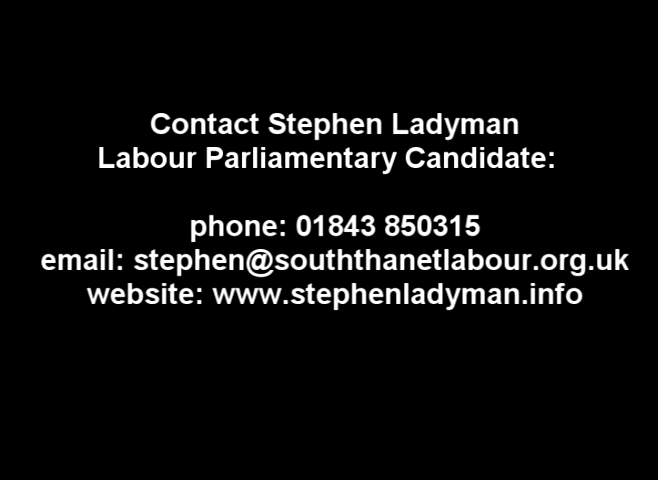 Contact Stephen Ladyman
Labour Parliamentary Candidate:
phone: 01843 850315
email: stephen@souththanetlabour.org.uk
website: www.stephenladyman.info